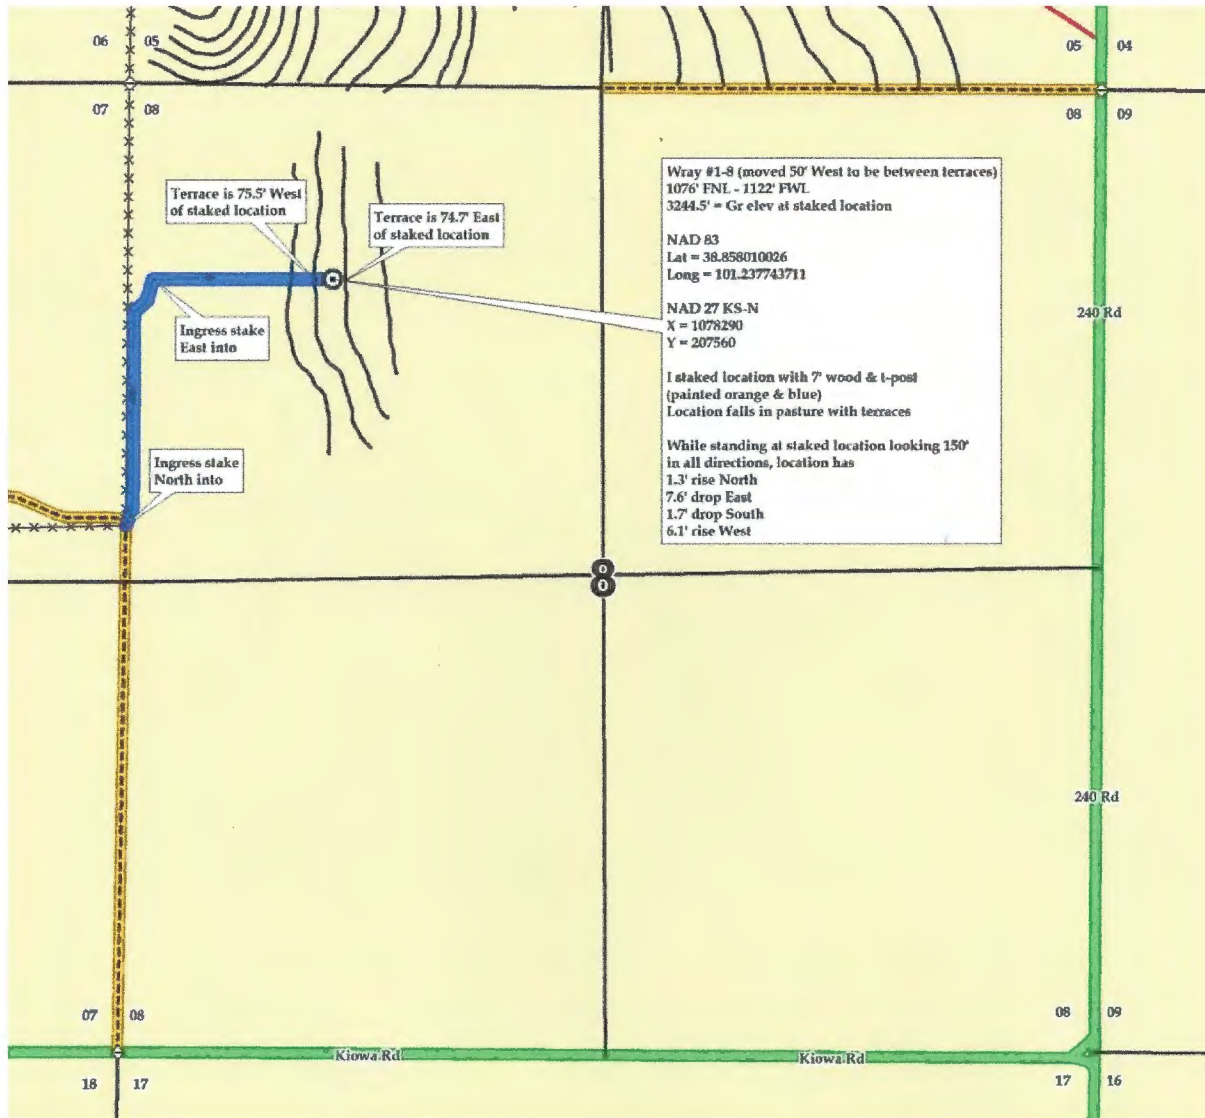 06 05
05 04
07 08
08 09
Wray #1-8 (moved 50' West to be between terraces)
1076' FNL - 1122' FWL
3244.5' = Gr elev at staked location
NAD 83
Lat = 38.858010026
Long = 101.237743711
NAD 27 KS-N
X = 1078290
Y = 207560
I staked location with 7' wood & t-post
(painted orange & blue)
Location falls in pasture with terraces
While standing at staked location looking 150'
in all directions, location has
1.3' rise North
7.6' drop East
1.7' drop South
6.1' rise West
Terrace is 75.5' West
of staked location
Terrace is 74.7' East
of staked location
Ingress stake
East into
240 Rd
Ingress stake
North into
8
240 Rd
07 08
08 09
Kiowa Rd
Kiowa Rd
18 17
17 16